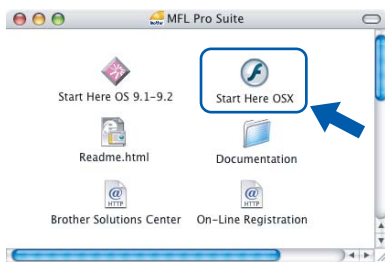 MFL Pro Suite
Start Here OS 9.1-9.2
Start Here OSX
Readme.html
Documentation
@
HTTP
@
HTTP
Brother Solutions Center
On-Line Registration